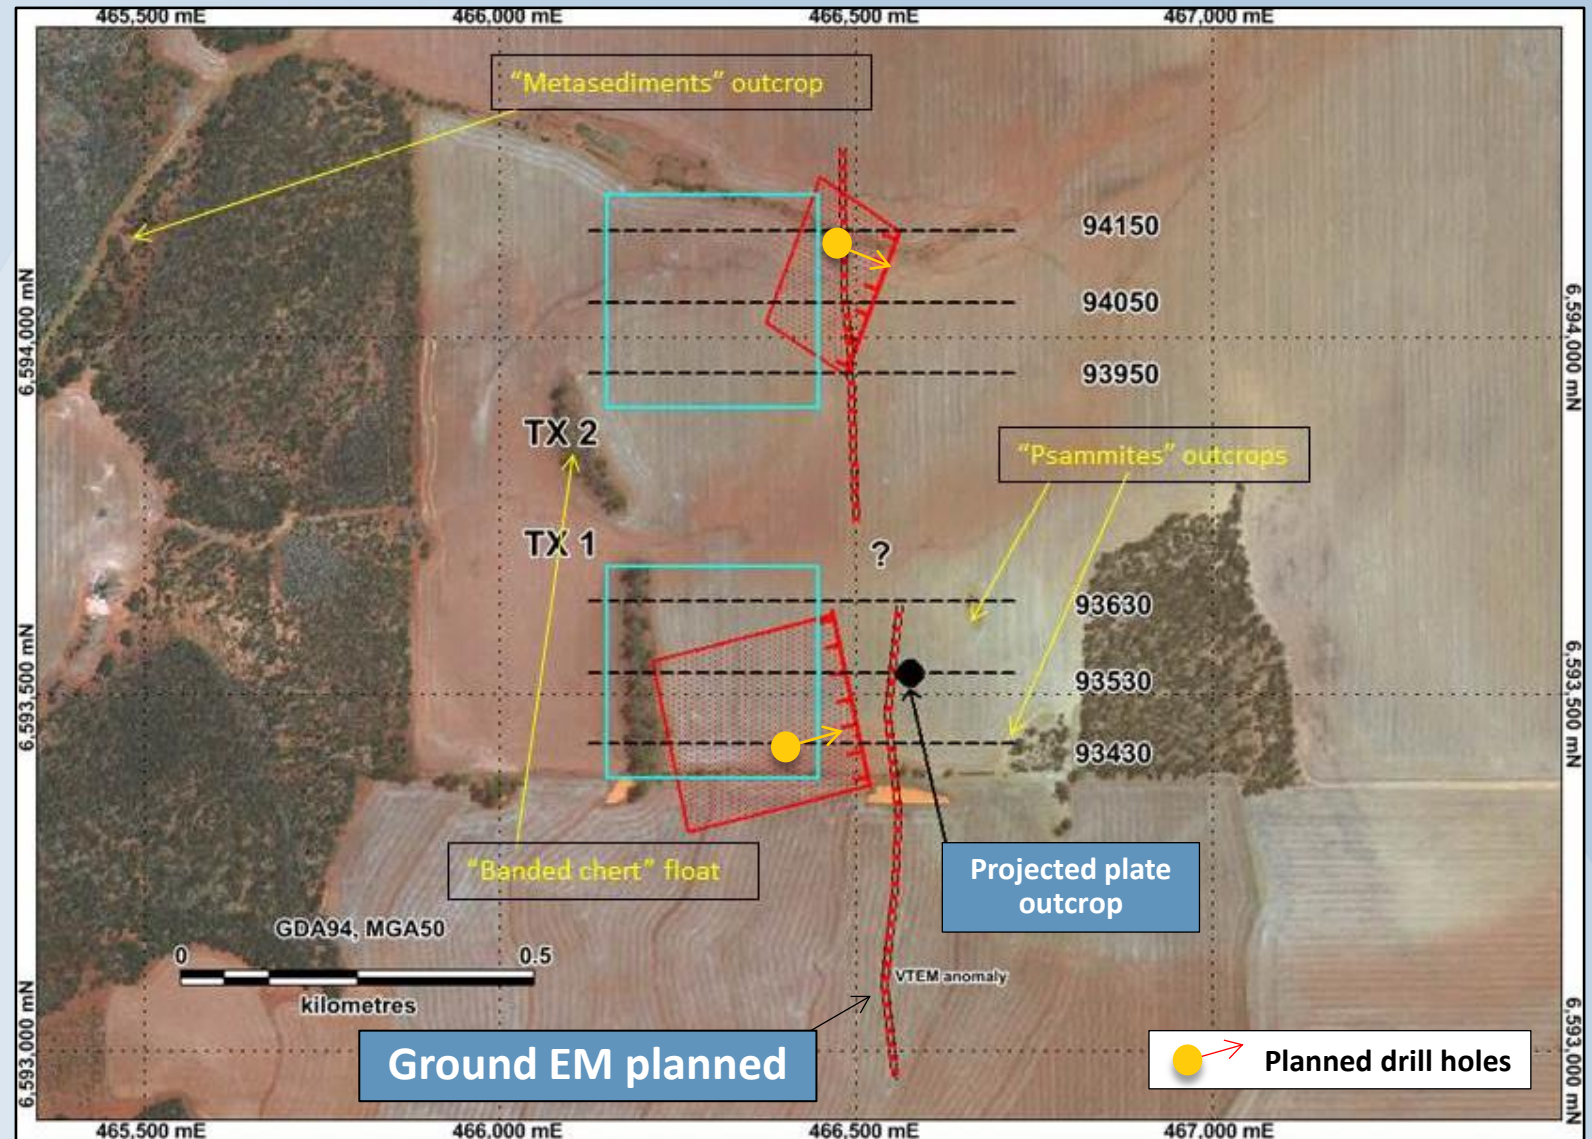 465,500 mE 466,000 mE 466,500 mE 467,000 mE
"Metasediments" outcrop
94150
94050
6,594,000 mN
6,594,000 mN
93950
TX 2
"Psammites" outcrops
TX 1
?
93630
93530
6,593,500 mN
6,593,500 mN
93430
"Banded chert" float
Projected plate
outcrop
GDA94, MGA50
0 0.5
kilometres
VTEM anomaly
Ground EM planned
Planned drill holes
6,593,000 mN
6,593,000 mN
465,500 mE 466,000 mE 466,500 mE 467,000 mE